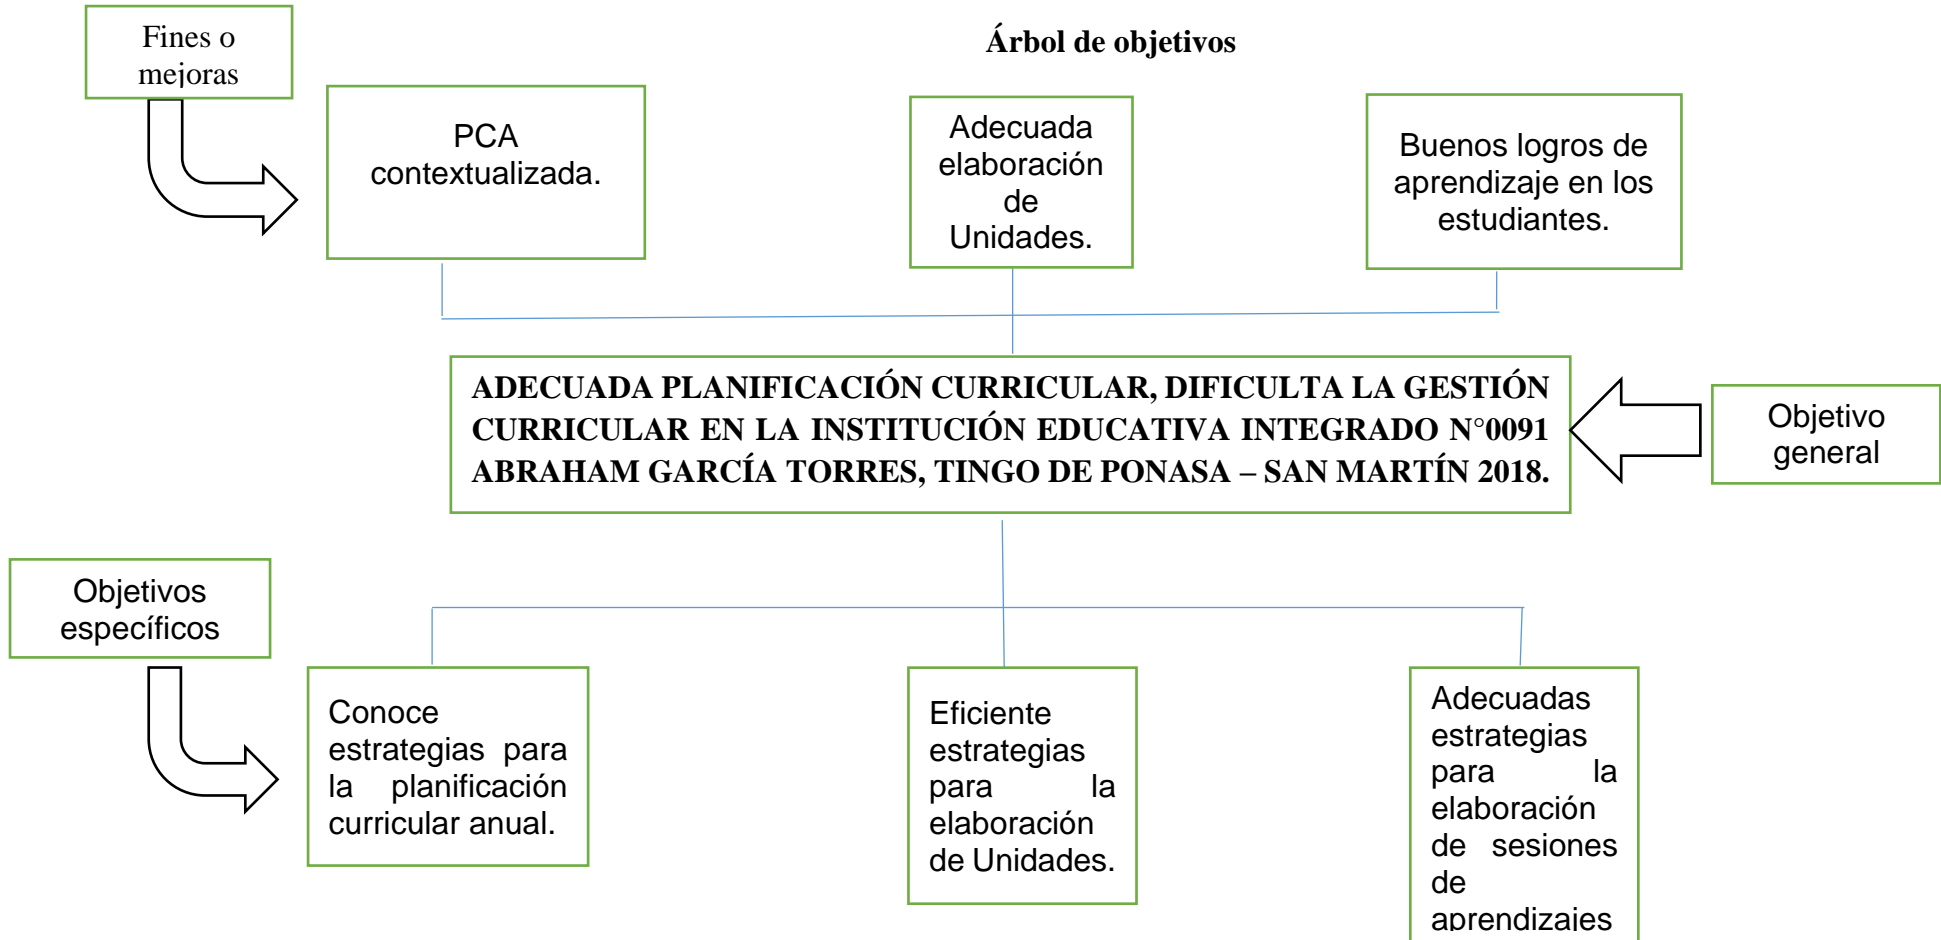 Fines o
mejoras
Árbol de objetivos
PCA
contextualizada.
Adecuada
elaboración
de
Unidades.
Buenos logros de
aprendizaje en los
estudiantes.
ADECUADA PLANIFICACIÓN CURRICULAR, DIFICULTA LA GESTIÓN
CURRICULAR EN LA INSTITUCIÓN EDUCATIVA INTEGRADO N°0091
ABRAHAM GARCÍA TORRES, TINGO DE PONASA – SAN MARTÍN 2018.
Objetivo
general
Objetivos
específicos
Conoce
estrategias para
la planificación
curricular anual.
Eficiente
estrategias
para la
elaboración
de Unidades.
Adecuadas
estrategias
para la
elaboración
de sesiones
de
aprendizajes